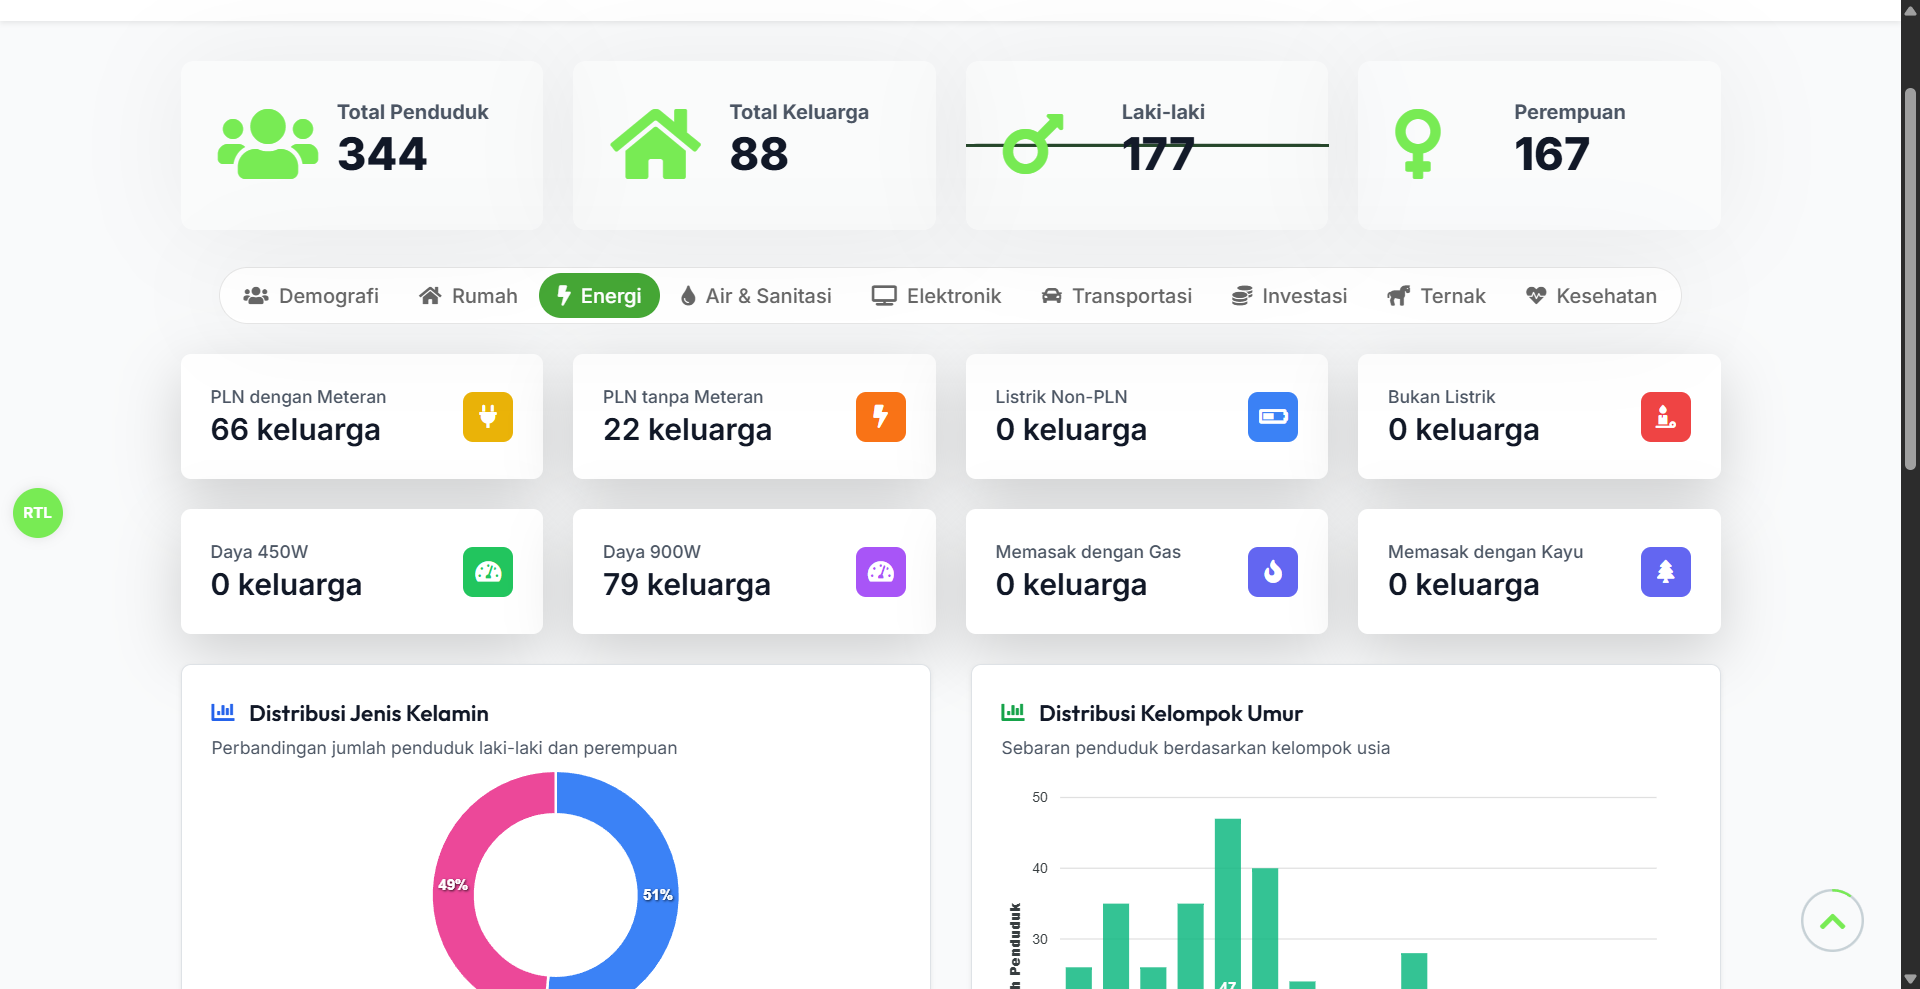 Total Penduduk
344
Total Keluarga
88
Laki-laki
177
Perempuan
167
Demografi
Rumah
Energi
Air & Sanitasi
Elektronik
Transportasi
Investasi
Ternak
Kesehatan
PLN dengan Meteran
66 keluarga
PLN tanpa Meteran
22 keluarga
Listrik Non-PLN
0 keluarga
Bukan Listrik
0 keluarga
RTL
Daya 450W
0 keluarga
Daya 900W
79 keluarga
Memasak dengan Gas
0 keluarga
Memasak dengan Kayu
0 keluarga
Distribusi Jenis Kelamin
Perbandingan jumlah penduduk laki-laki dan perempuan
49%
51%
Distribusi Kelompok Umur
Sebaran penduduk berdasarkan kelompok usia
50
40
30
Penduduk
47